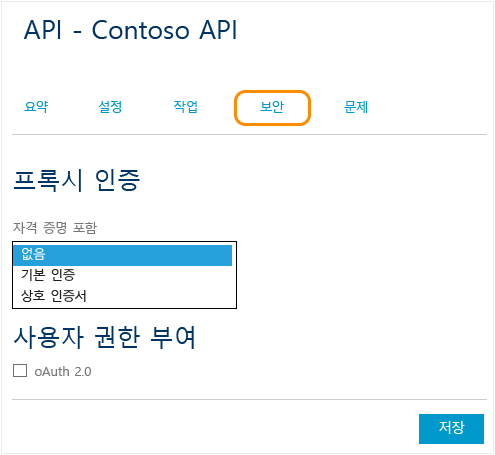 API - Contoso API
요약 설정 작업 보안 문제
프록시 인증
자격 증명 포함
없음
기본 인증
상호 인증서
사용자 권한 부여
oAuth 2.0
저장